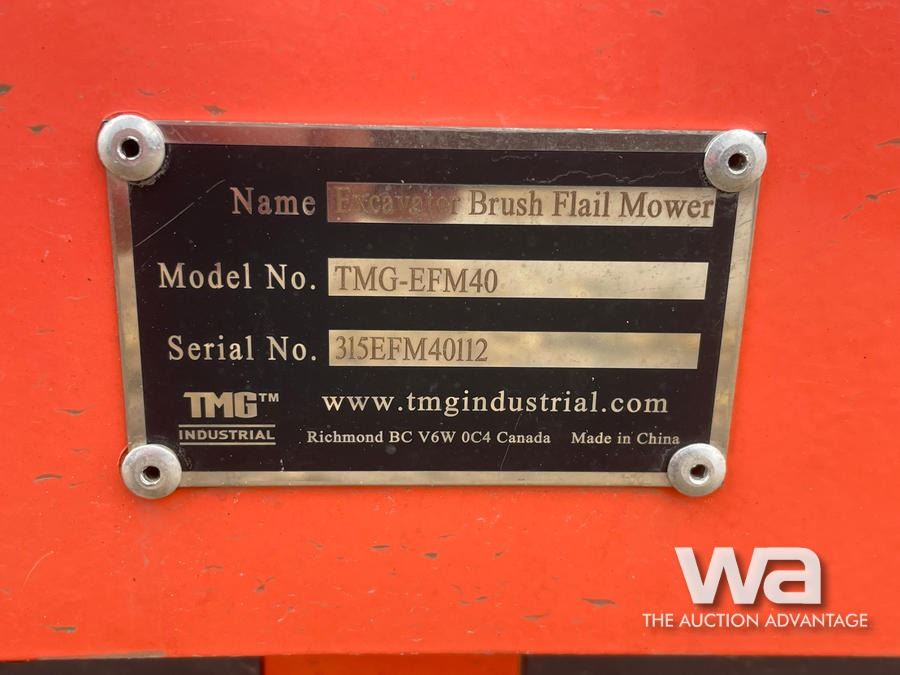 Name Excavator Brush Flail Mower
Model No. TMG-EFM40
Serial No. 315EFM40112
TMG™ www.tmgindustrial.com
INDUSTRIAL Richmond BC V6W 0C4 Canada Made in China
wa
THE AUCTION ADVANTAGE